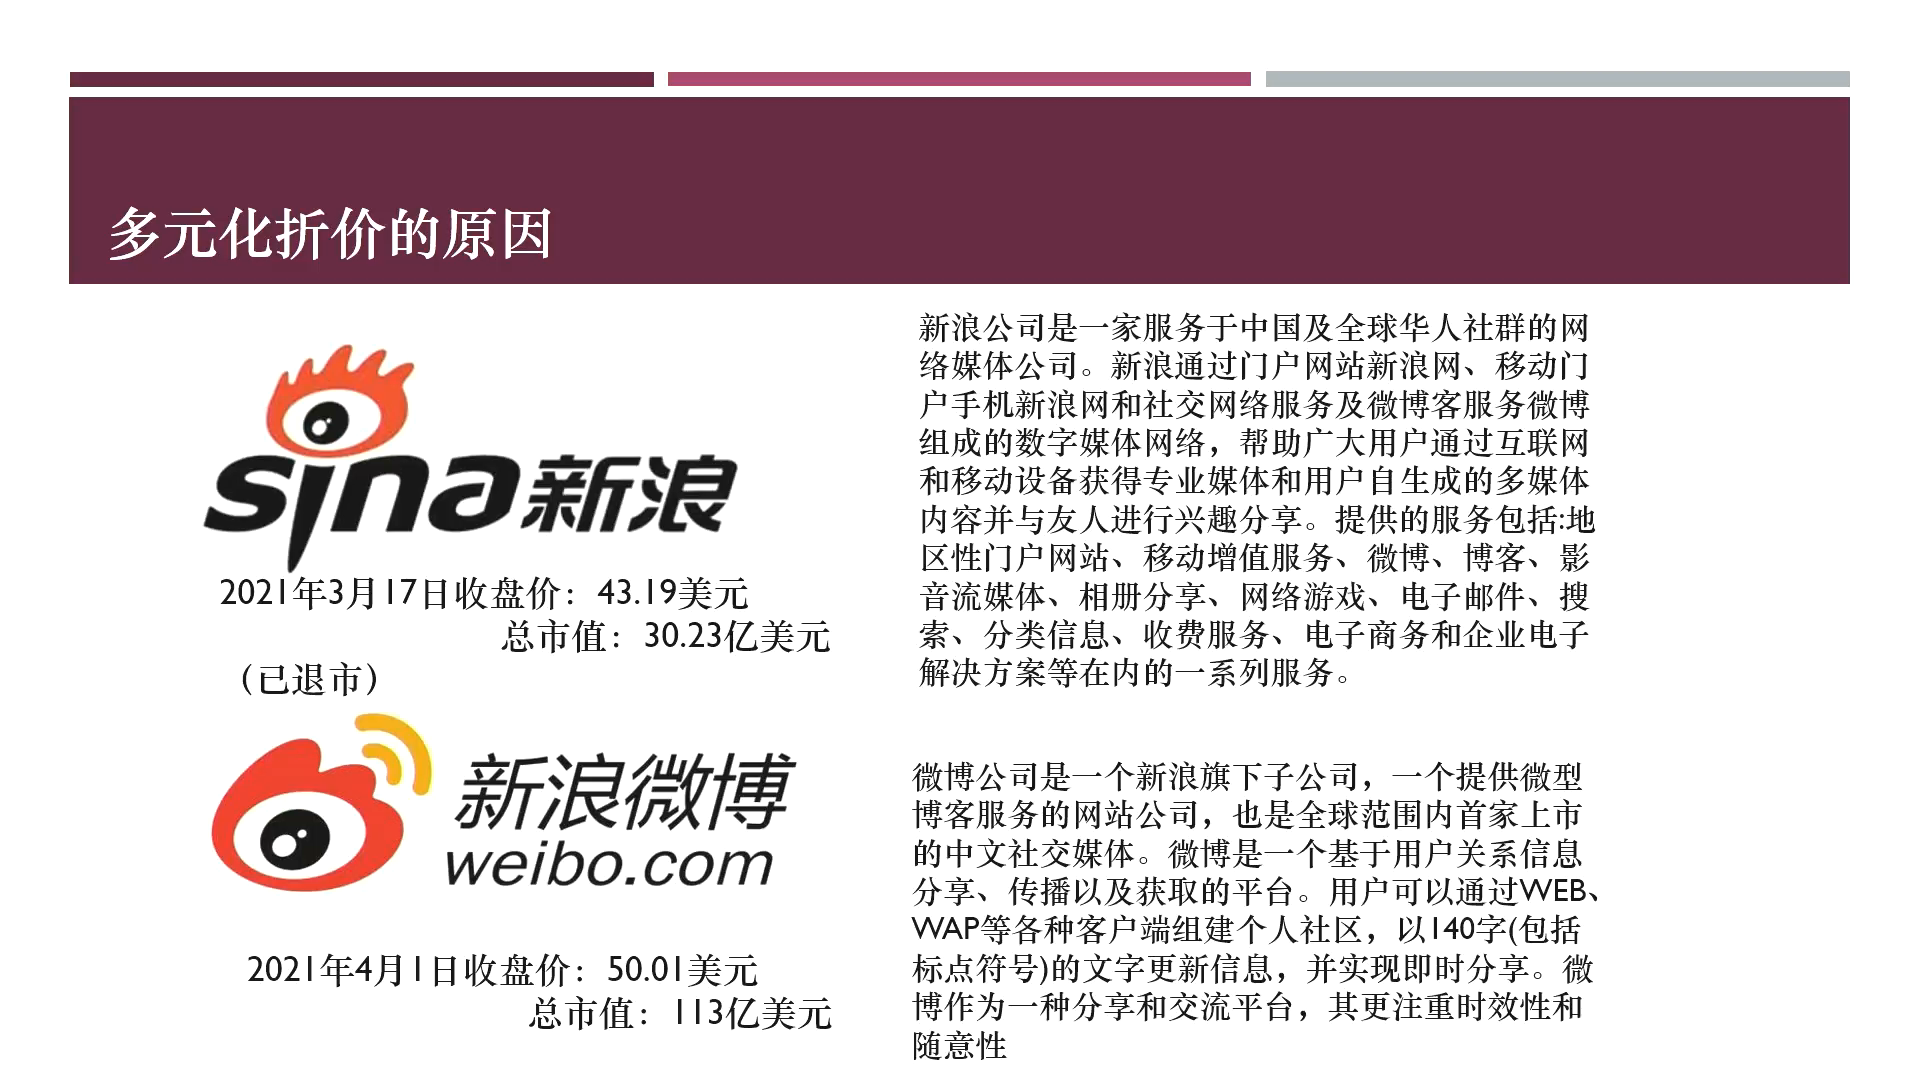 多元化折价的原因
sina新浪
2021年3月17日收盘价：43.19美元
总市值：30.23亿美元
（已退市）
新浪微博
weibo.com
2021年4月1日收盘价：50.01美元
总市值：113亿美元
新浪公司是一家服务于中国及全球华人社群的网
络媒体公司。新浪通过门户网站新浪网、移动门
户手机新浪网和社交网络服务及微博客服务微博
组成的数字媒体网络，帮助广大用户通过互联网
和移动设备获得专业媒体和用户自生成的多媒体
内容并与友人进行兴趣分享。提供的服务包括:地
区性门户网站、移动增值服务、微博、博客、影
音流媒体、相册分享、网络游戏、电子邮件、搜
索、分类信息、收费服务、电子商务和企业电子
解决方案等在内的一系列服务。
微博公司是一个新浪旗下子公司，一个提供微型
博客服务的网站公司，也是全球范围内首家上市
的中文社交媒体。微博是一个基于用户关系信息
分享、传播以及获取的平台。用户可以通过WEB、
WAP等各种客户端组建个人社区，以140字(包括
标点符号)的文字更新信息，并实现即时分享。微
博作为一种分享和交流平台，其更注重时效性和
随意性